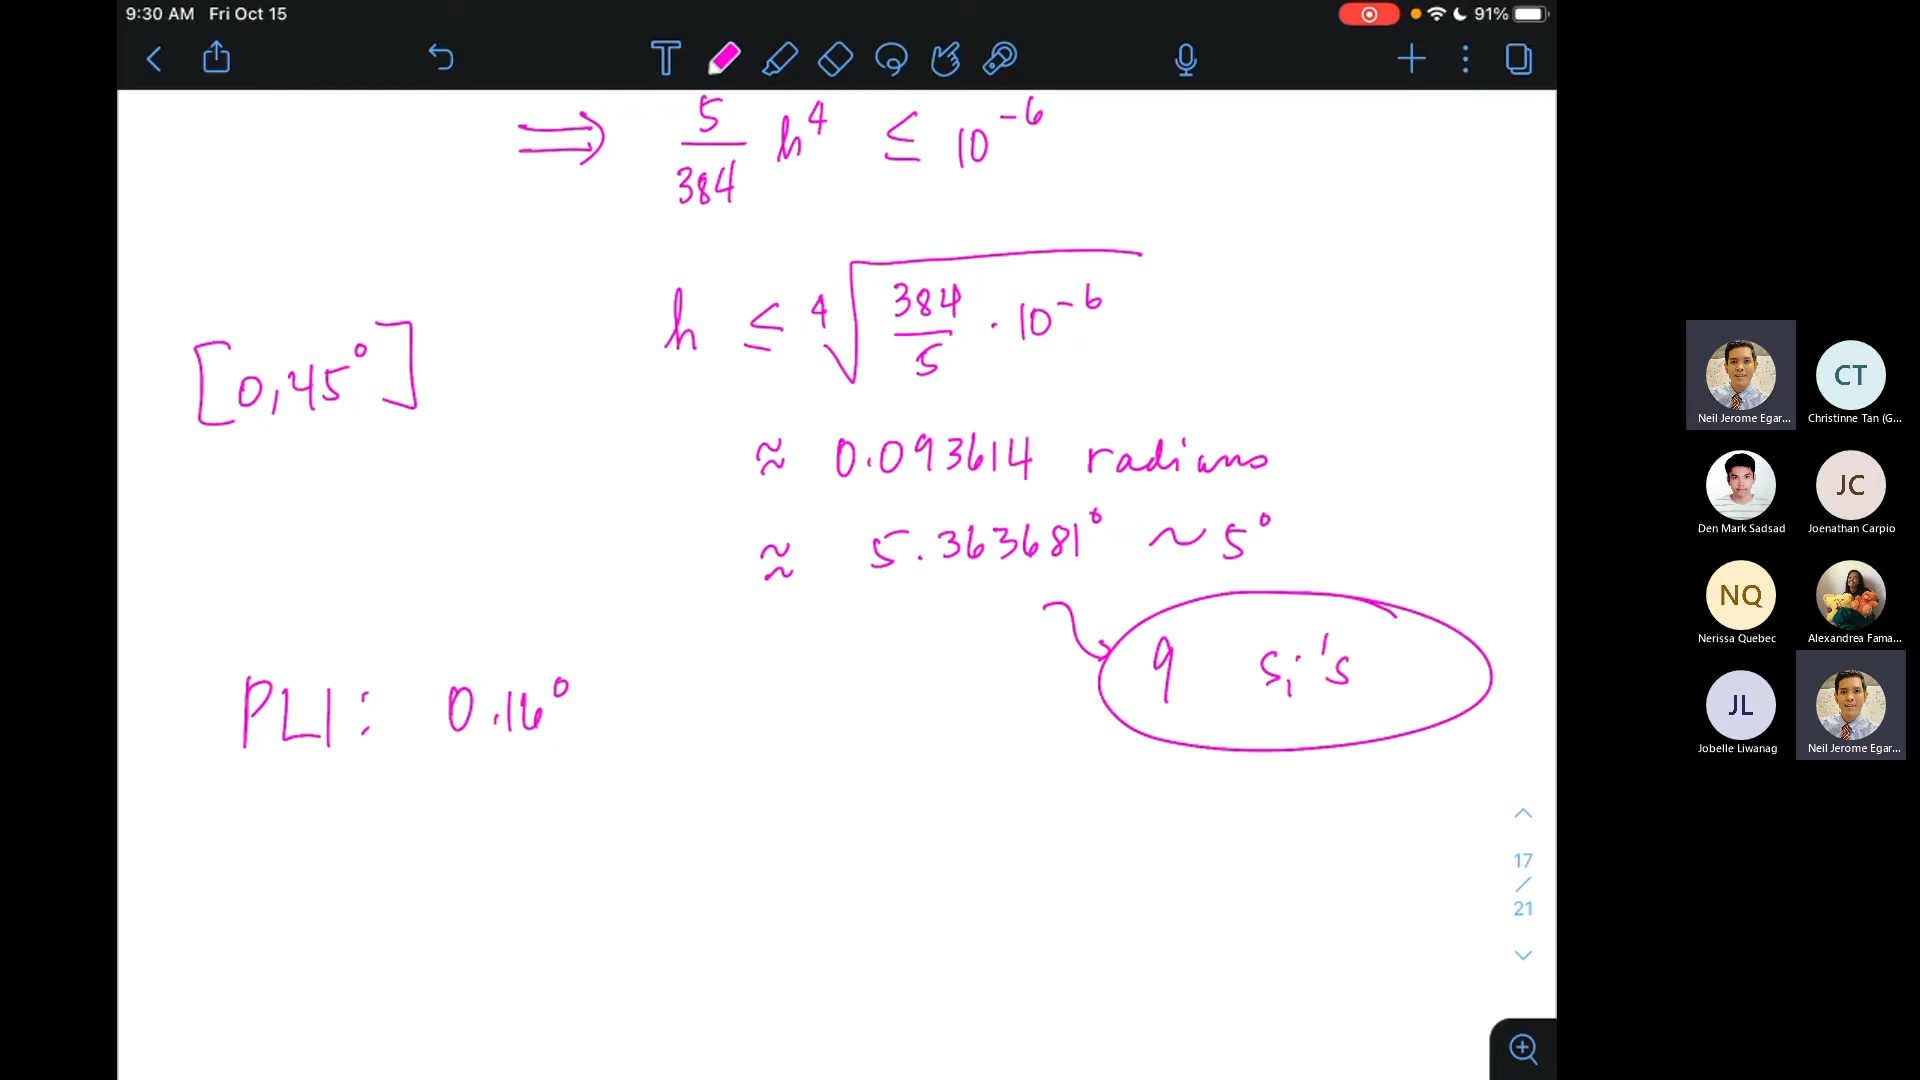 9:30 AM Fri Oct 15
91%
⟹ 5/384 h⁴ ≤ 10⁻⁶
h ≤ ⁴√(384/5 · 10⁻⁶)
[0,45°]
≈ 0.093614 radians
≈ 5.363681° ~ 5°
9 sᵢ's
PLI: 0.16°
17
/
21
Neil Jerome Egar...
CT
Christinne Tan (G...
Den Mark Sadsad
JC
Joenathan Carpio
NQ
Nerissa Quebec
Alexandrea Fama...
JL
Jobelle Liwanag
Neil Jerome Egar...